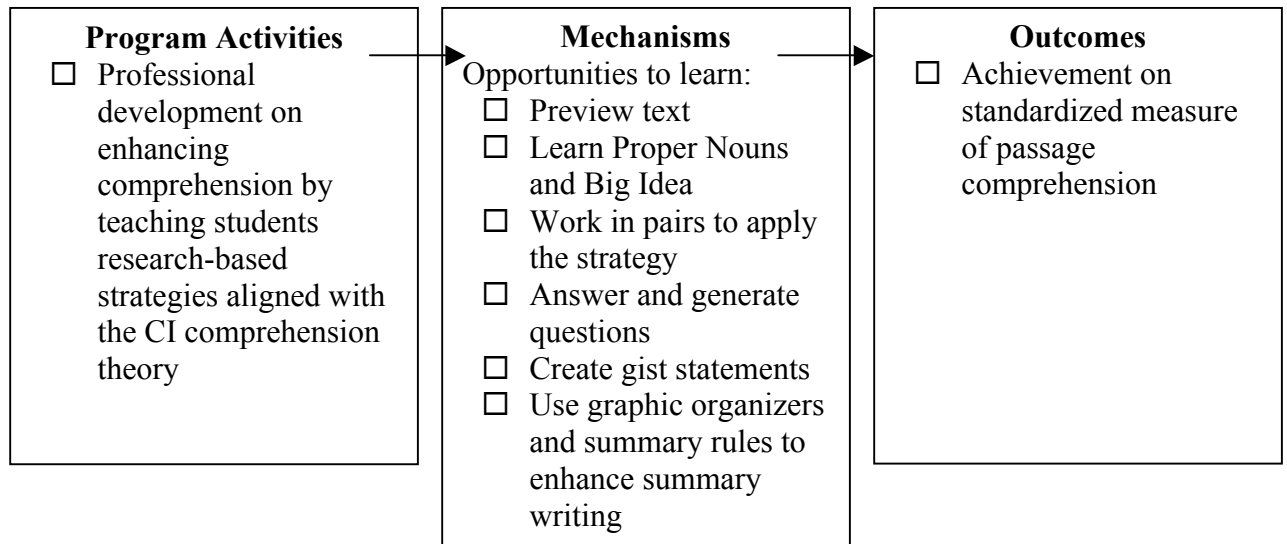 Program Activities
☐ Professional
development on
enhancing
comprehension by
teaching students
research-based
strategies aligned with
the CI comprehension
theory
Mechanisms
Opportunities to learn:
☐ Preview text
☐ Learn Proper Nouns
and Big Idea
☐ Work in pairs to apply
the strategy
☐ Answer and generate
questions
☐ Create gist statements
☐ Use graphic organizers
and summary rules to
enhance summary
writing
Outcomes
☐ Achievement on
standardized measure
of passage
comprehension